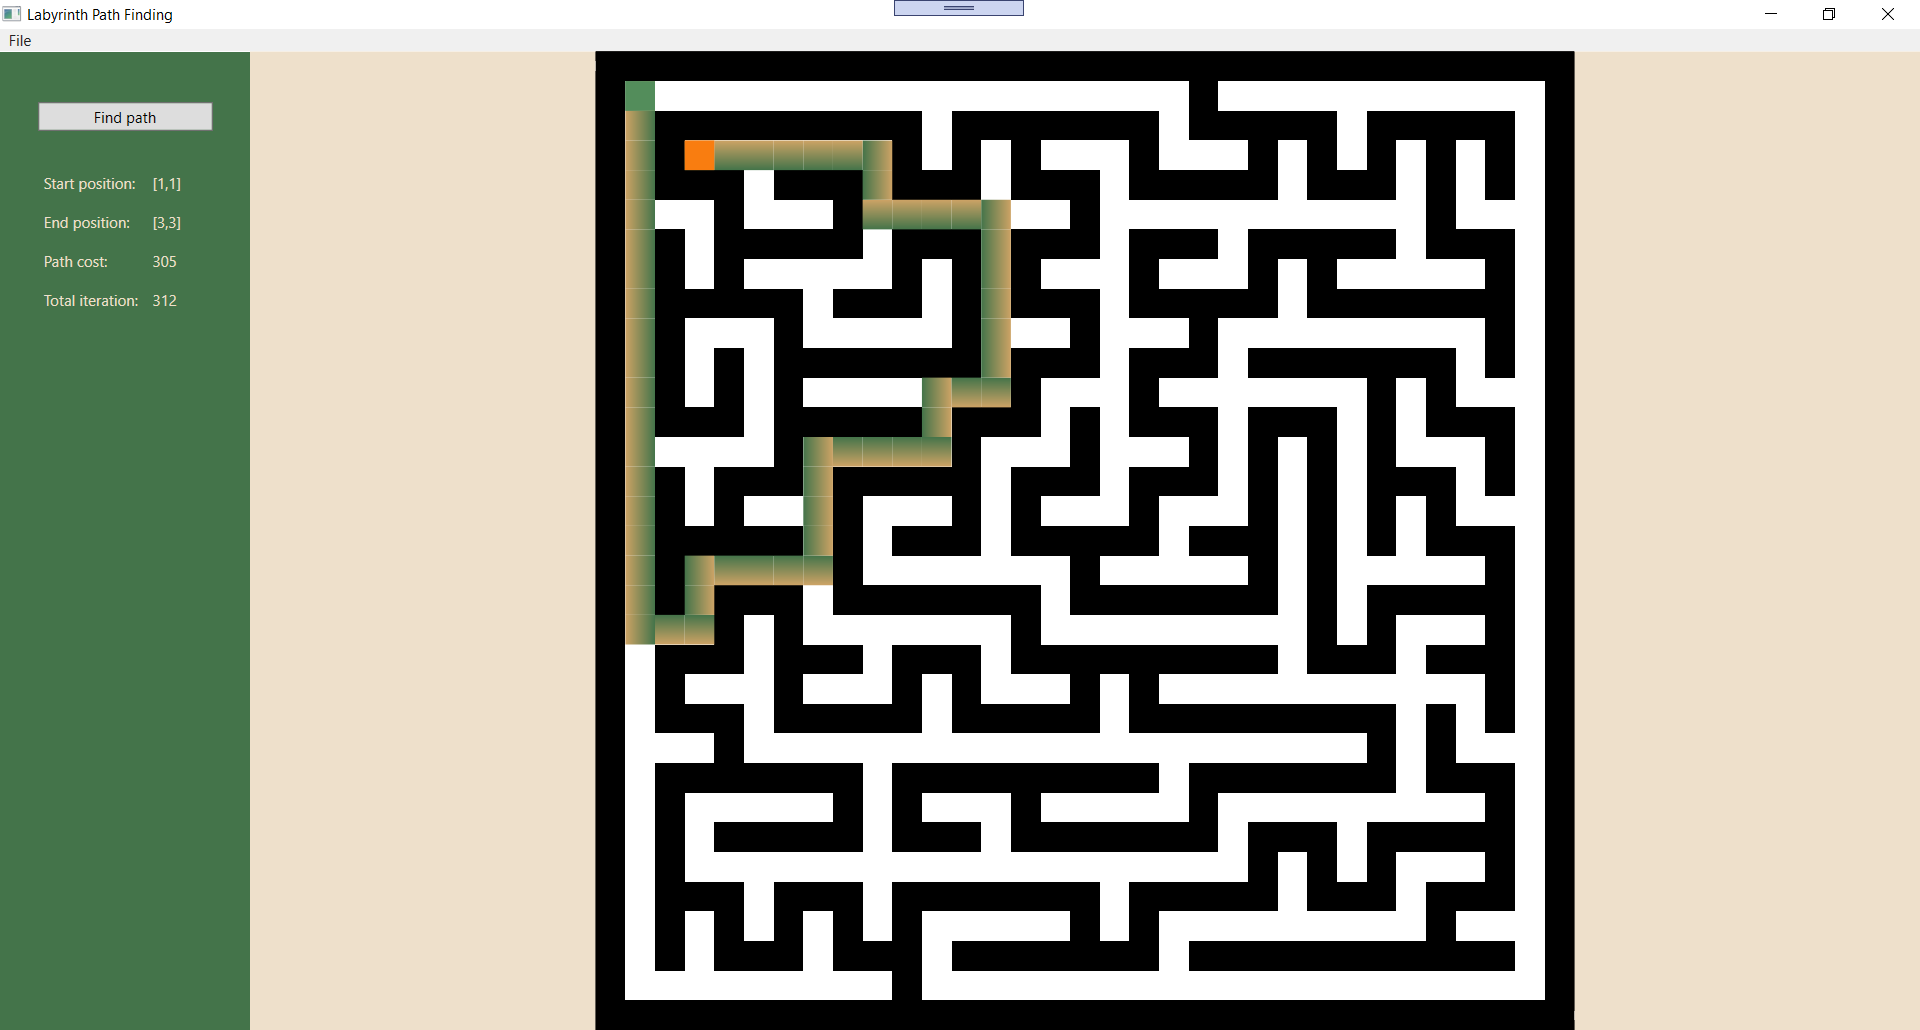 Labyrinth Path Finding
File
Find path
Start position: [1,1]
End position: [3,3]
Path cost: 305
Total iteration: 312